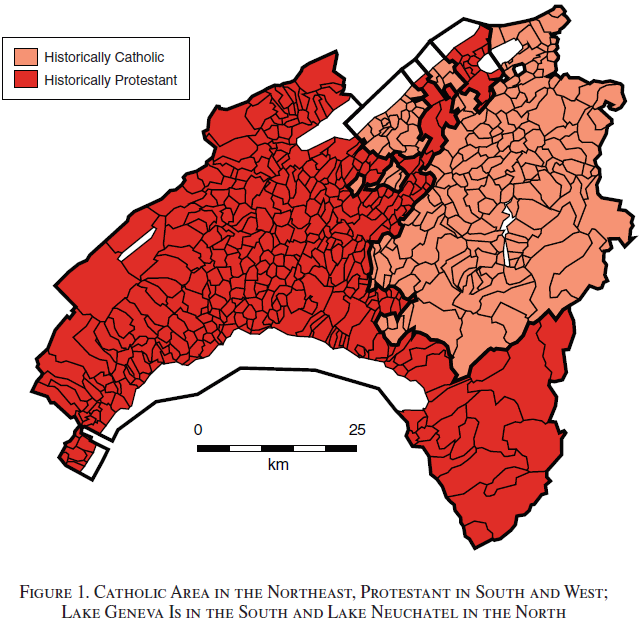 Historically Catholic
Historically Protestant
0 25
km
FIGURE 1. CATHOLIC AREA IN THE NORTHEAST, PROTESTANT IN SOUTH AND WEST;
LAKE GENEVA IS IN THE SOUTH AND LAKE NEUCHATEL IN THE NORTH